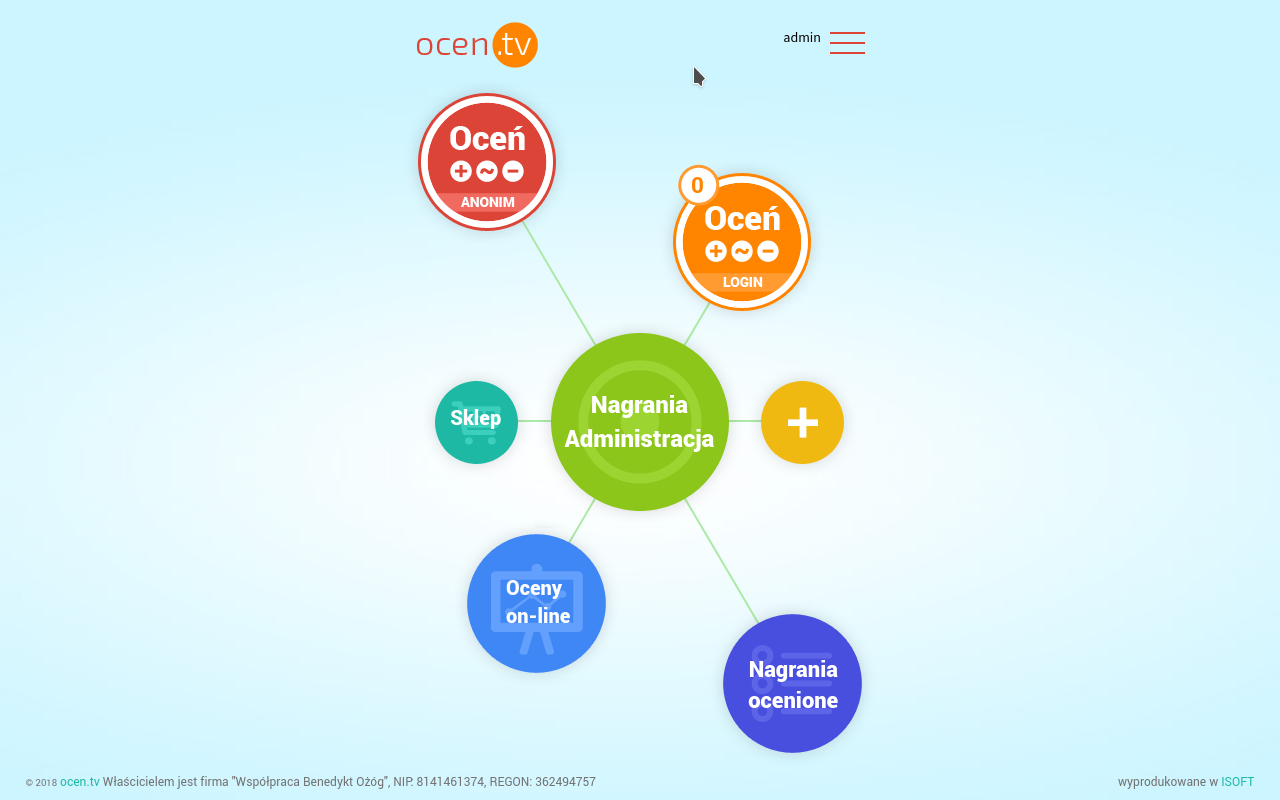 ocen.tv
admin
Oceń
ANONIM
0
Oceń
LOGIN
Nagrania
Administracja
Sklep
Oceny
on-line
Nagrania
ocenione
© 2018 ocen.tv Właścicielem jest firma "Współpraca Benedykt Ożóg", NIP: 8141461374, REGON: 362494757
wyprodukowane w ISOFT